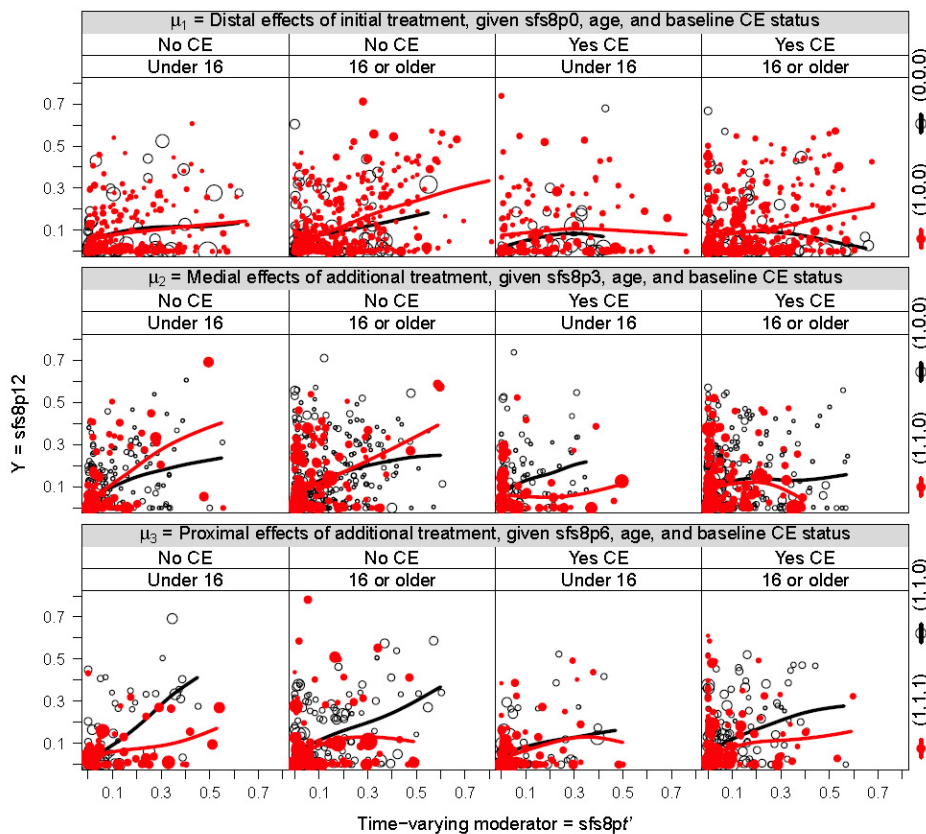 μ1 = Distal effects of initial treatment, given sfs8p0, age, and baseline CE status
No CE No CE Yes CE Yes CE
Under 16 16 or older Under 16 16 or older
0.7
0.5
0.3
0.1
(0.0.0)
(1.0.0)
μ2 = Medial effects of additional treatment, given sfs8p3, age, and baseline CE status
No CE No CE Yes CE Yes CE
Under 16 16 or older Under 16 16 or older
0.7
0.5
0.3
0.1
(1.0.0)
(1.1.0)
Y = sfs8p12
μ3 = Proximal effects of additional treatment, given sfs8p6, age, and baseline CE status
No CE No CE Yes CE Yes CE
Under 16 16 or older Under 16 16 or older
0.7
0.5
0.3
0.1
(1.1.0)
(1.1.1)
0.1 0.3 0.5 0.7 0.1 0.3 0.5 0.7 0.1 0.3 0.5 0.7 0.1 0.3 0.5 0.7
Time−varying moderator = sfs8pt'